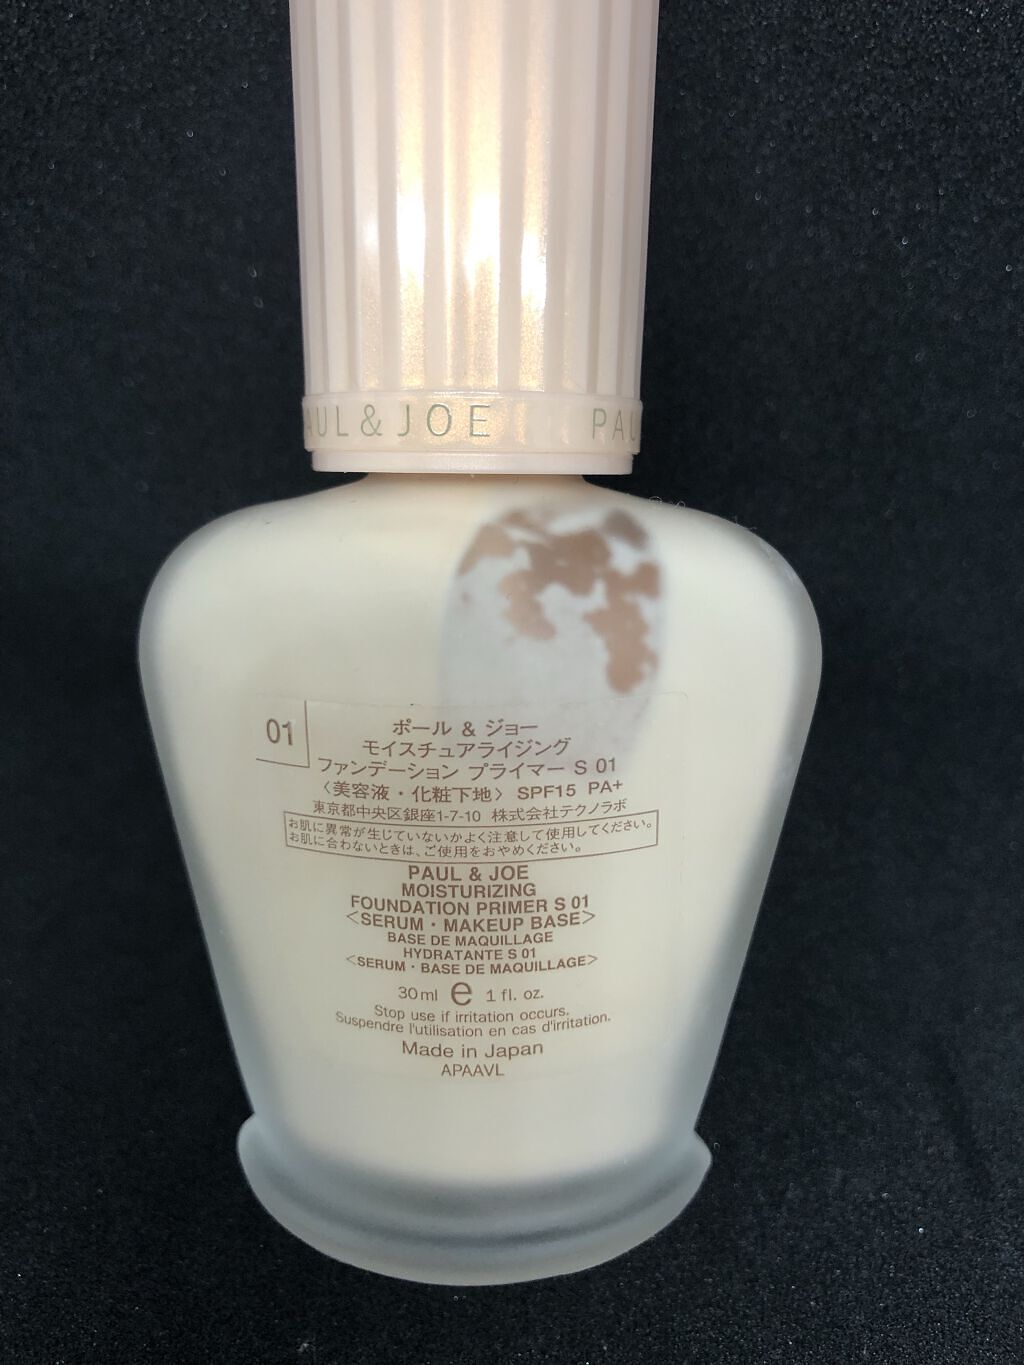 AUL&JOE PAU
01
ポール & ジョー
モイスチュアライジング
ファンデーション プライマー S 01
〈美容液・化粧下地〉 SPF15 PA+
東京都中央区銀座1-7-10 株式会社テクノラボ
お肌に異常が生じていないかよく注意して使用してください。
お肌に合わないときは、ご使用をおやめください。
PAUL & JOE
MOISTURIZING
FOUNDATION PRIMER S 01
<SERUM・MAKEUP BASE>
BASE DE MAQUILLAGE
HYDRATANTE S 01
<SERUM・BASE DE MAQUILLAGE>
30ml e 1 fl. oz.
Stop use if irritation occurs.
Suspendre l'utilisation en cas d'irritation.
Made in Japan
APAAVL